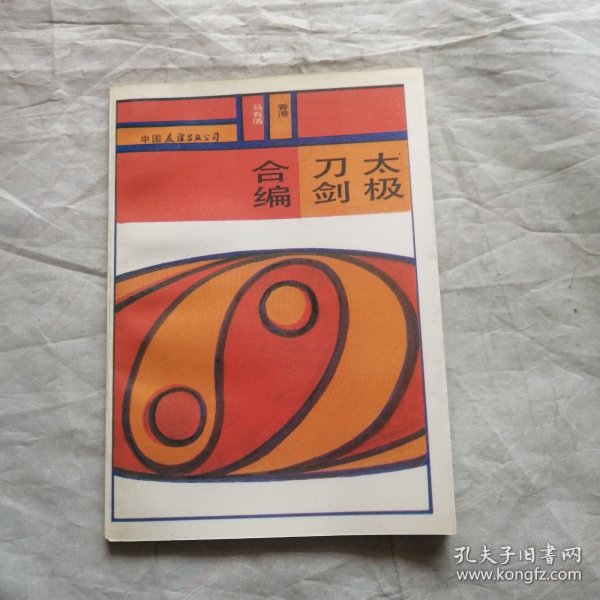 太极
刀剑
合编
香港
马有清
中国友谊出版公司
孔夫子旧书网
www.kongfz.com